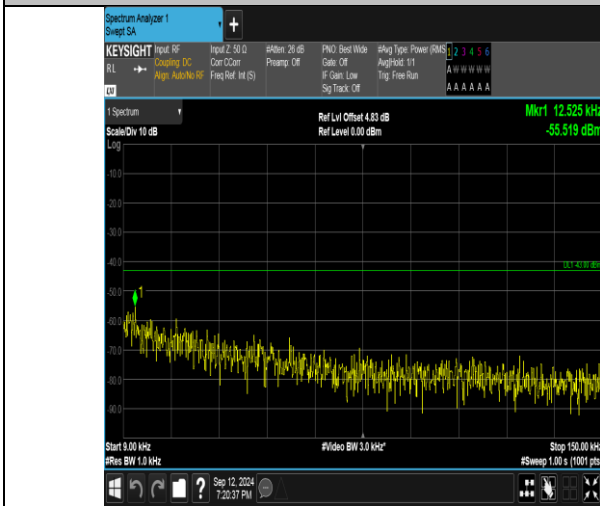 Spectrum Analyzer 1
Swept SA
+
KEYSIGHT Input: RF Input Z: 50 Ω #Atten: 26 dB PNO: Best Wide #Avg Type: Power (RMS 1 2 3 4 5 6
RL Coupling: DC Corr CCorr Preamp: Off Gate: Off Avg|Hold: 1/1 A W W W W W
Align: Auto/No RF Freq Ref: Int (S) IF Gain: Low Trig: Free Run
Sig Track: Off A A A A A A
1 Spectrum
Ref Lvl Offset 4.83 dB Mkr1 12.525 kHz
Scale/Div 10 dB Ref Level 0.00 dBm -55.519 dBm
Log
-10.0
-20.0
-30.0
-40.0
DL1 -43.00 dBm
-50.0
1
-60.0
-70.0
-80.0
-90.0
Start 9.00 kHz #Video BW 3.0 kHz* Stop 150.00 kHz
#Res BW 1.0 kHz #Sweep 1.00 s (1001 pts
? Sep 12, 2024
7:20:37 PM